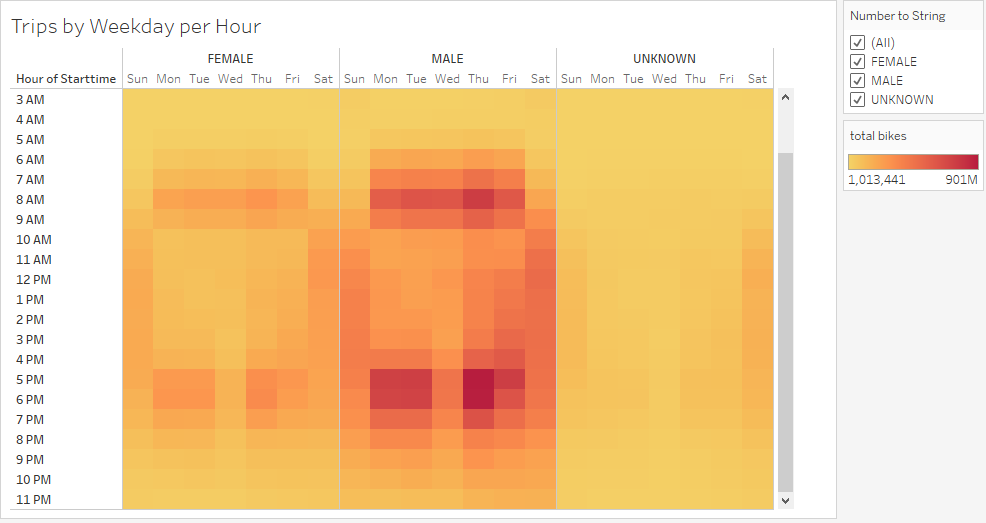 Trips by Weekday per Hour
FEMALE MALE UNKNOWN
Hour of Starttime Sun Mon Tue Wed Thu Fri Sat Sun Mon Tue Wed Thu Fri Sat Sun Mon Tue Wed Thu Fri Sat
3 AM
4 AM
5 AM
6 AM
7 AM
8 AM
9 AM
10 AM
11 AM
12 PM
1 PM
2 PM
3 PM
4 PM
5 PM
6 PM
7 PM
8 PM
9 PM
10 PM
11 PM
Number to String
(All)
FEMALE
MALE
UNKNOWN
total bikes
1,013,441 901M